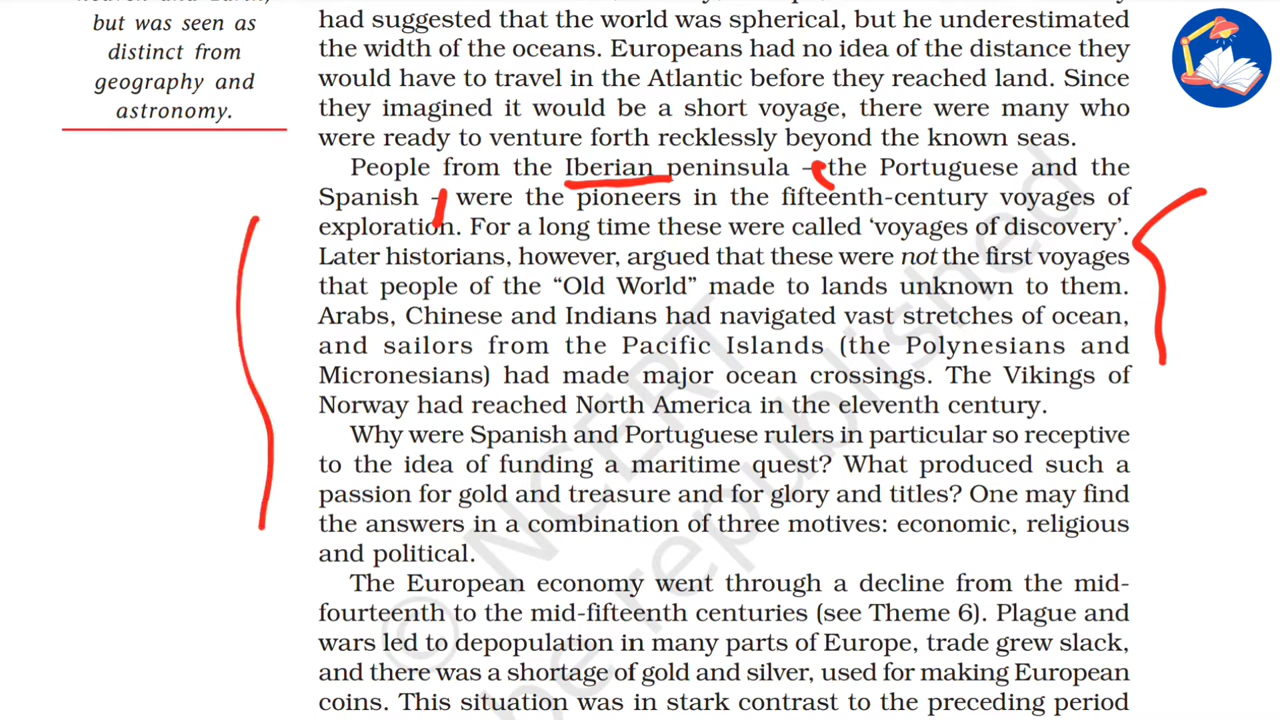 but was seen as
distinct from
geography and
astronomy.
had suggested that the world was spherical, but he underestimated
the width of the oceans. Europeans had no idea of the distance they
would have to travel in the Atlantic before they reached land. Since
they imagined it would be a short voyage, there were many who
were ready to venture forth recklessly beyond the known seas.
People from the Iberian peninsula – the Portuguese and the
Spanish – were the pioneers in the fifteenth-century voyages of
exploration. For a long time these were called ‘voyages of discovery’.
Later historians, however, argued that these were not the first voyages
that people of the “Old World” made to lands unknown to them.
Arabs, Chinese and Indians had navigated vast stretches of ocean,
and sailors from the Pacific Islands (the Polynesians and
Micronesians) had made major ocean crossings. The Vikings of
Norway had reached North America in the eleventh century.
Why were Spanish and Portuguese rulers in particular so receptive
to the idea of funding a maritime quest? What produced such a
passion for gold and treasure and for glory and titles? One may find
the answers in a combination of three motives: economic, religious
and political.
The European economy went through a decline from the mid-
fourteenth to the mid-fifteenth centuries (see Theme 6). Plague and
wars led to depopulation in many parts of Europe, trade grew slack,
and there was a shortage of gold and silver, used for making European
coins. This situation was in stark contrast to the preceding period
© NCERT
be republished